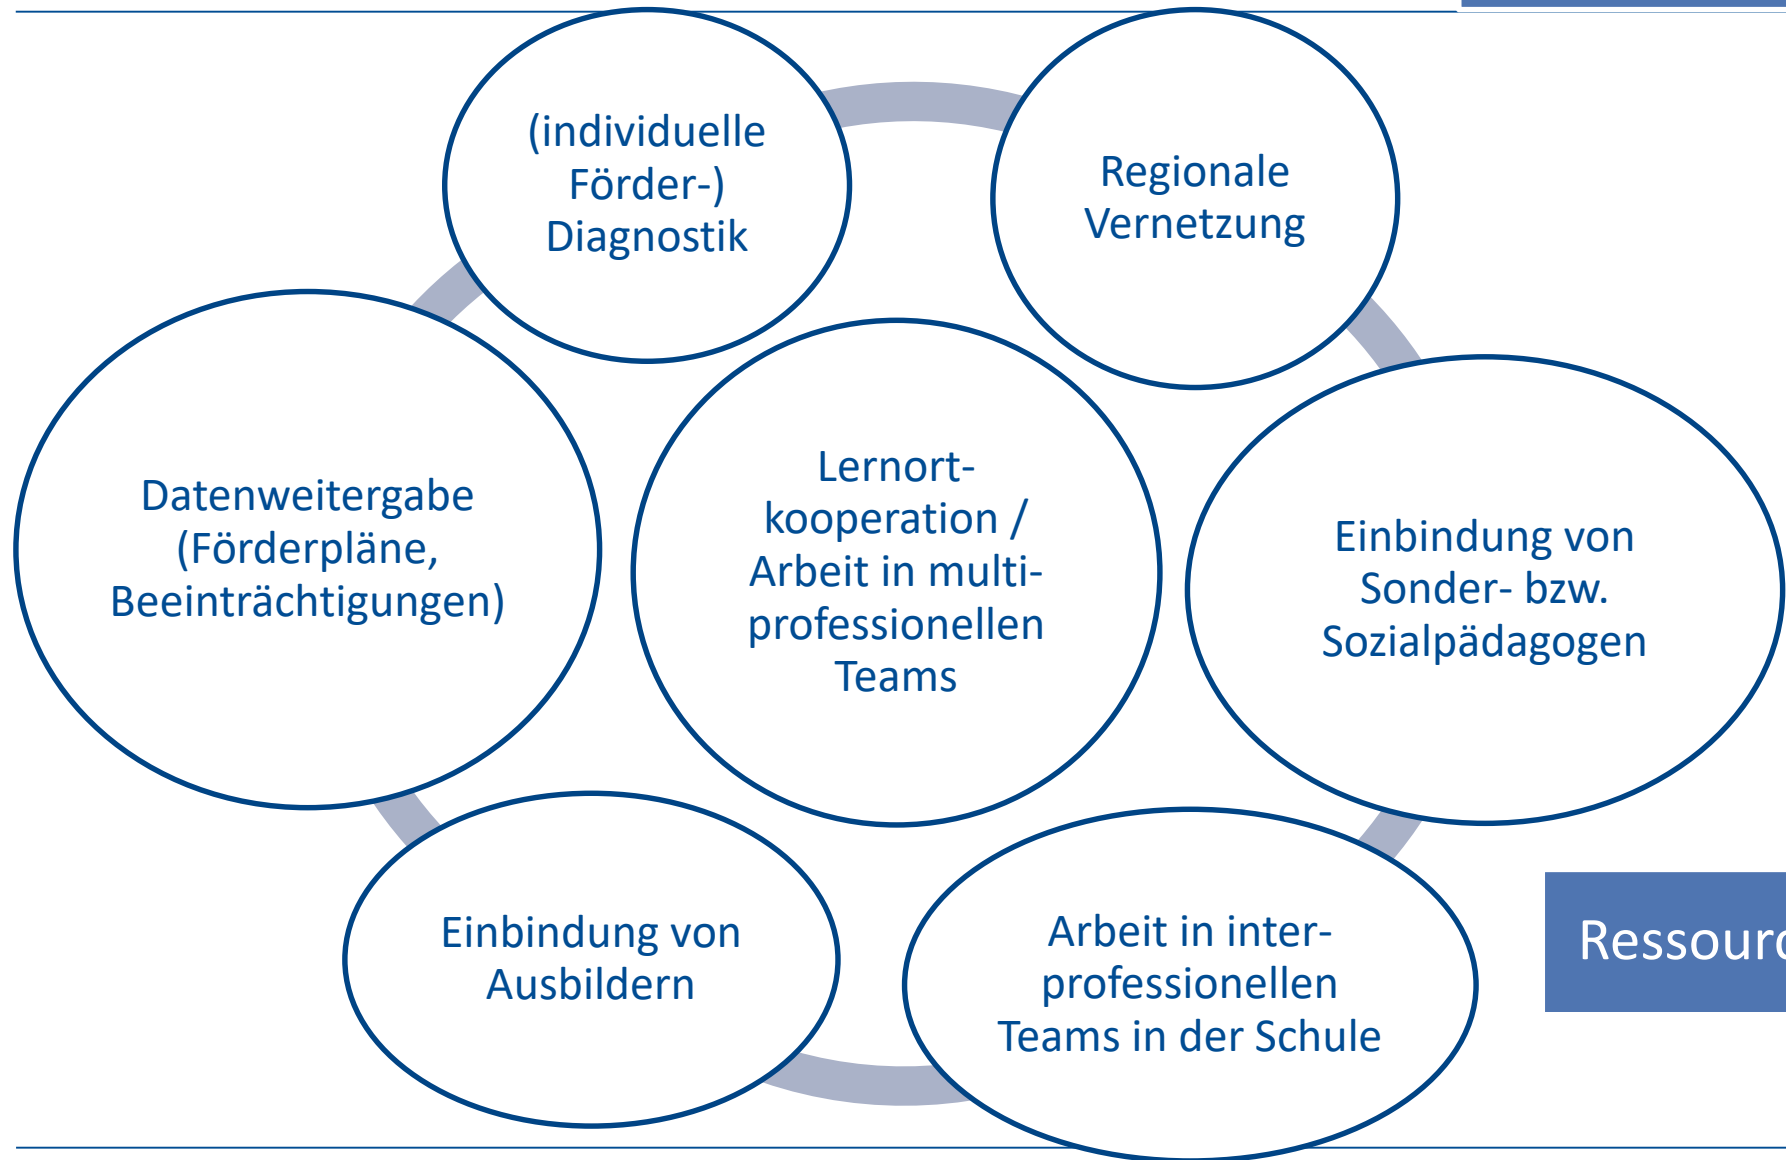 (individuelle
Förder-)
Diagnostik
Regionale
Vernetzung
Datenweitergabe
(Förderpläne,
Beeinträchtigungen)
Lernort-
kooperation /
Arbeit in multi-
professionellen
Teams
Einbindung von
Sonder- bzw.
Sozialpädagogen
Einbindung von
Ausbildern
Arbeit in inter-
professionellen
Teams in der Schule